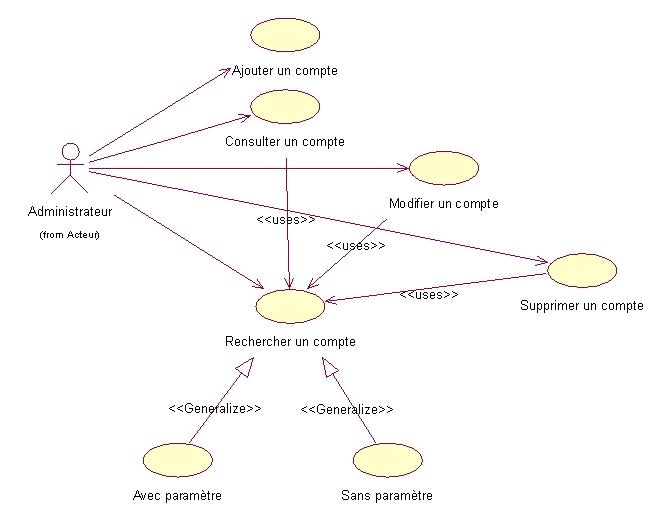 Ajouter un compte
Consulter un compte
Modifier un compte
Administrateur
(from Acteur)
<<uses>>
<<uses>>
<<uses>>
Supprimer un compte
Rechercher un compte
<<Generalize>>
<<Generalize>>
Avec paramètre
Sans paramètre